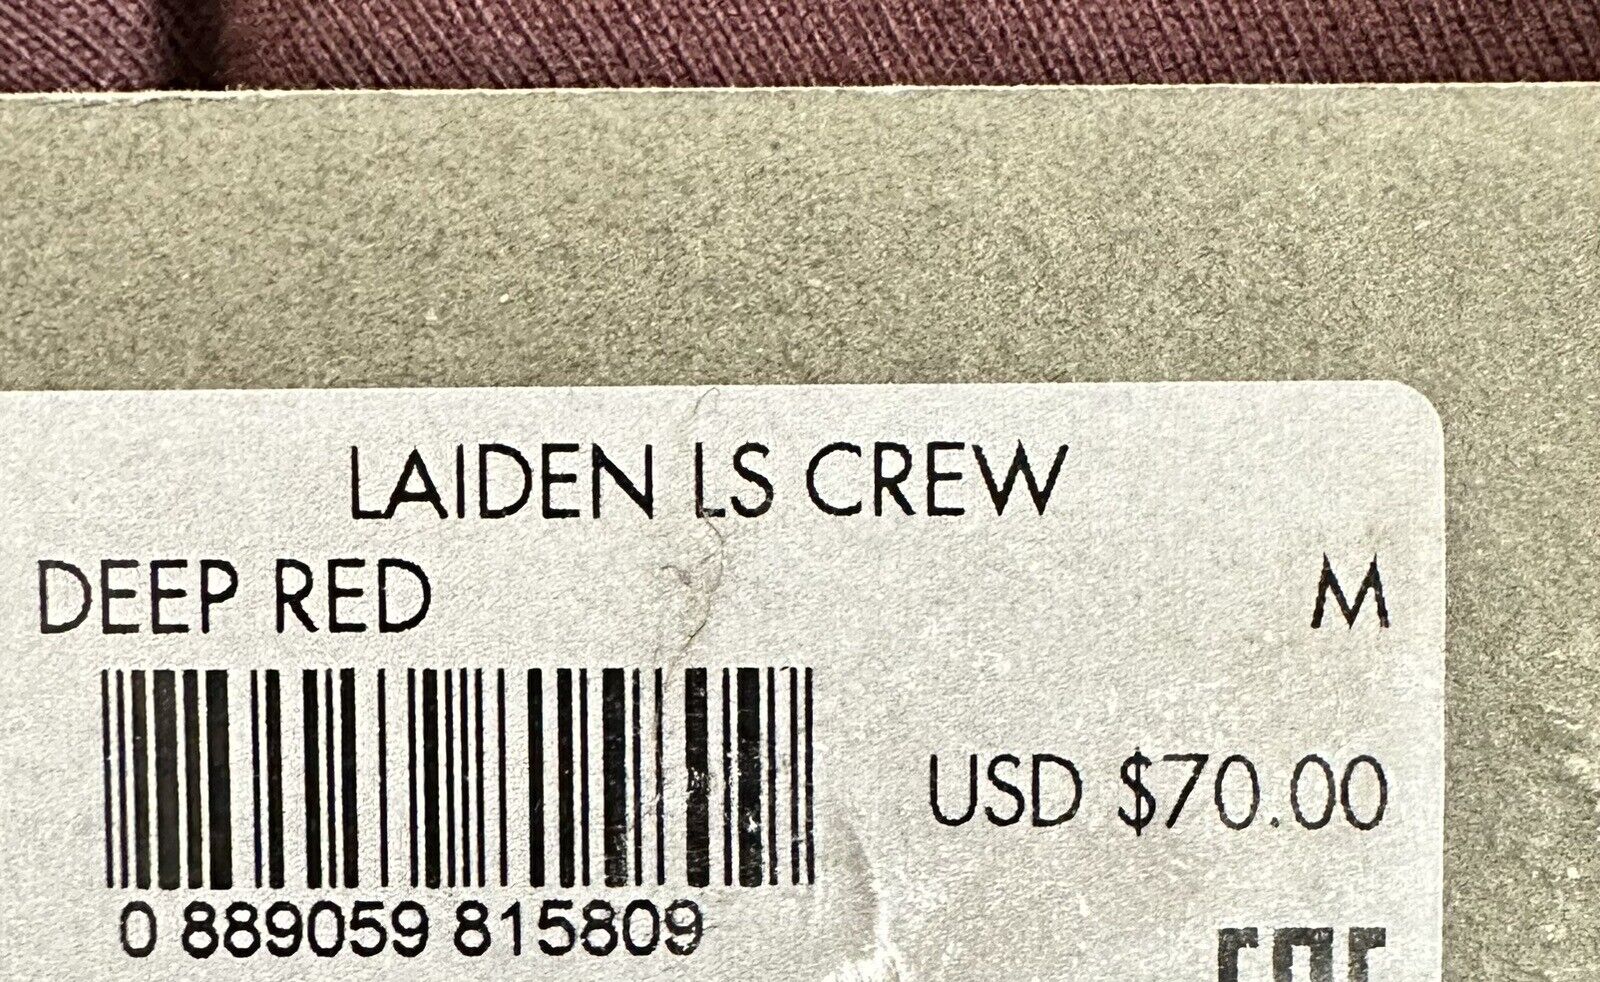 LAIDEN LS CREW
DEEP RED M
USD $70.00
0 889059 815809